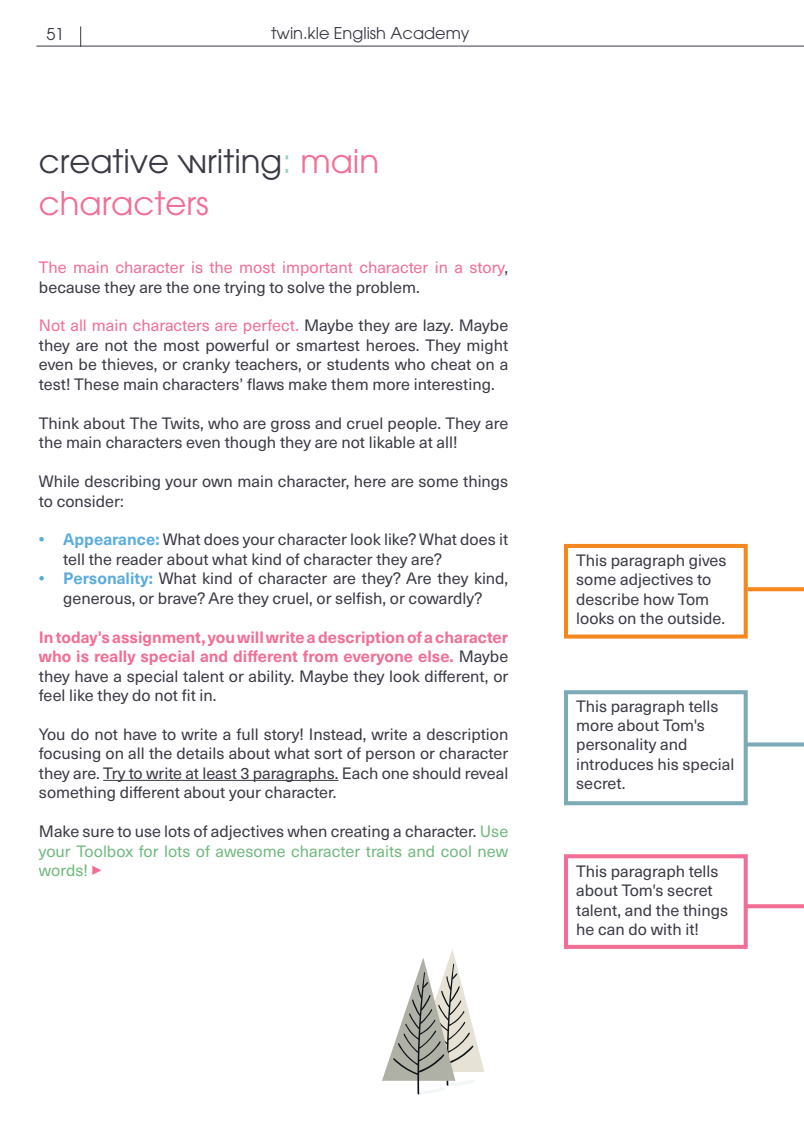 51
twin.kle English Academy
creative writing: main
characters
The main character is the most important character in a story,
because they are the one trying to solve the problem.
Not all main characters are perfect. Maybe they are lazy. Maybe
they are not the most powerful or smartest heroes. They might
even be thieves, or cranky teachers, or students who cheat on a
test! These main characters' flaws make them more interesting.
Think about The Twits, who are gross and cruel people. They are
the main characters even though they are not likable at all!
While describing your own main character, here are some things
to consider:
• Appearance: What does your character look like? What does it
tell the reader about what kind of character they are?
• Personality: What kind of character are they? Are they kind,
generous, or brave? Are they cruel, or selfish, or cowardly?
In today's assignment, you will write a description of a character
who is really special and different from everyone else. Maybe
they have a special talent or ability. Maybe they look different, or
feel like they do not fit in.
You do not have to write a full story! Instead, write a description
focusing on all the details about what sort of person or character
they are. Try to write at least 3 paragraphs. Each one should reveal
something different about your character.
Make sure to use lots of adjectives when creating a character. Use
your Toolbox for lots of awesome character traits and cool new
words! ▶
This paragraph gives
some adjectives to
describe how Tom
looks on the outside.
This paragraph tells
more about Tom's
personality and
introduces his special
secret.
This paragraph tells
about Tom's secret
talent, and the things
he can do with it!